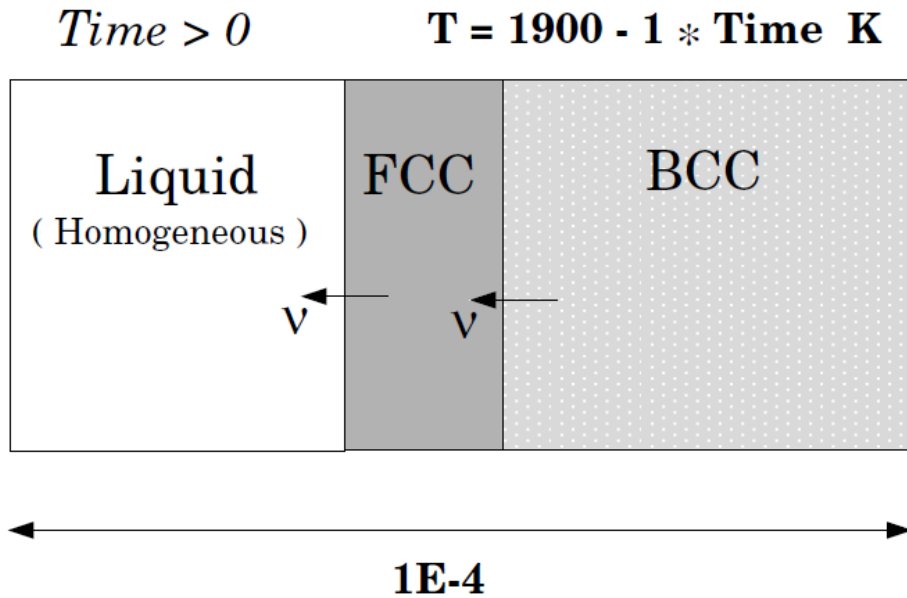 Time > 0
T = 1900 - 1 * Time K
Liquid
( Homogeneous )
FCC
BCC
ν
ν
1E-4